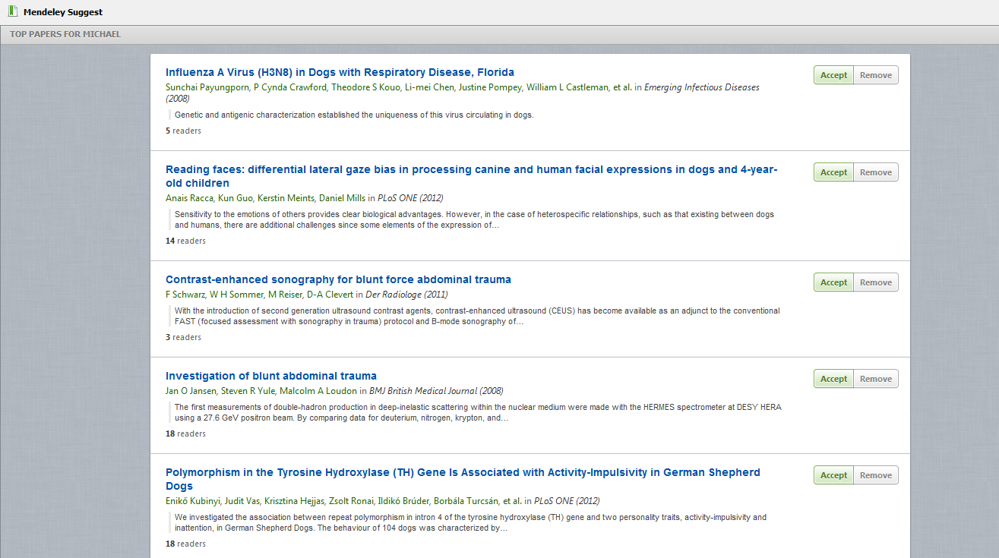 Mendeley Suggest
TOP PAPERS FOR MICHAEL
Influenza A Virus (H3N8) in Dogs with Respiratory Disease, Florida
Accept Remove
Sunchai Payungporn, P Cynda Crawford, Theodore S Kouo, Li-mei Chen, Justine Pompey, William L Castleman, et al. in Emerging Infectious Diseases
(2008)
Genetic and antigenic characterization established the uniqueness of this virus circulating in dogs.
5 readers
Reading faces: differential lateral gaze bias in processing canine and human facial expressions in dogs and 4-year-
old children
Accept Remove
Anais Racca, Kun Guo, Kerstin Meints, Daniel Mills in PLoS ONE (2012)
Sensitivity to the emotions of others provides clear biological advantages. However, in the case of heterospecific relationships, such as that existing between dogs
and humans, there are additional challenges since some elements of the expression of…
14 readers
Contrast-enhanced sonography for blunt force abdominal trauma
Accept Remove
F Schwarz, W H Sommer, M Reiser, D-A Clevert in Der Radiologe (2011)
With the introduction of second generation ultrasound contrast agents, contrast-enhanced ultrasound (CEUS) has become available as an adjunct to the conventional
FAST (focused assessment with sonography in trauma) protocol and B-mode sonography of…
3 readers
Investigation of blunt abdominal trauma
Accept Remove
Jan O Jansen, Steven R Yule, Malcolm A Loudon in BMJ British Medical Journal (2008)
The first measurements of double-hadron production in deep-inelastic scattering within the nuclear medium were made with the HERMES spectrometer at DESY HERA
using a 27.6 GeV positron beam. By comparing data for deuterium, nitrogen, krypton, and…
18 readers
Polymorphism in the Tyrosine Hydroxylase (TH) Gene Is Associated with Activity-Impulsivity in German Shepherd
Dogs
Accept Remove
Enikő Kubinyi, Judit Vas, Krisztina Hejjas, Zsolt Ronai, Ildikó Brúder, Borbála Turcsán, et al. in PLoS ONE (2012)
We investigated the association between repeat polymorphism in intron 4 of the tyrosine hydroxylase (TH) gene and two personality traits, activity-impulsivity and
inattention, in German Shepherd Dogs. The behaviour of 104 dogs was characterized by…
18 readers